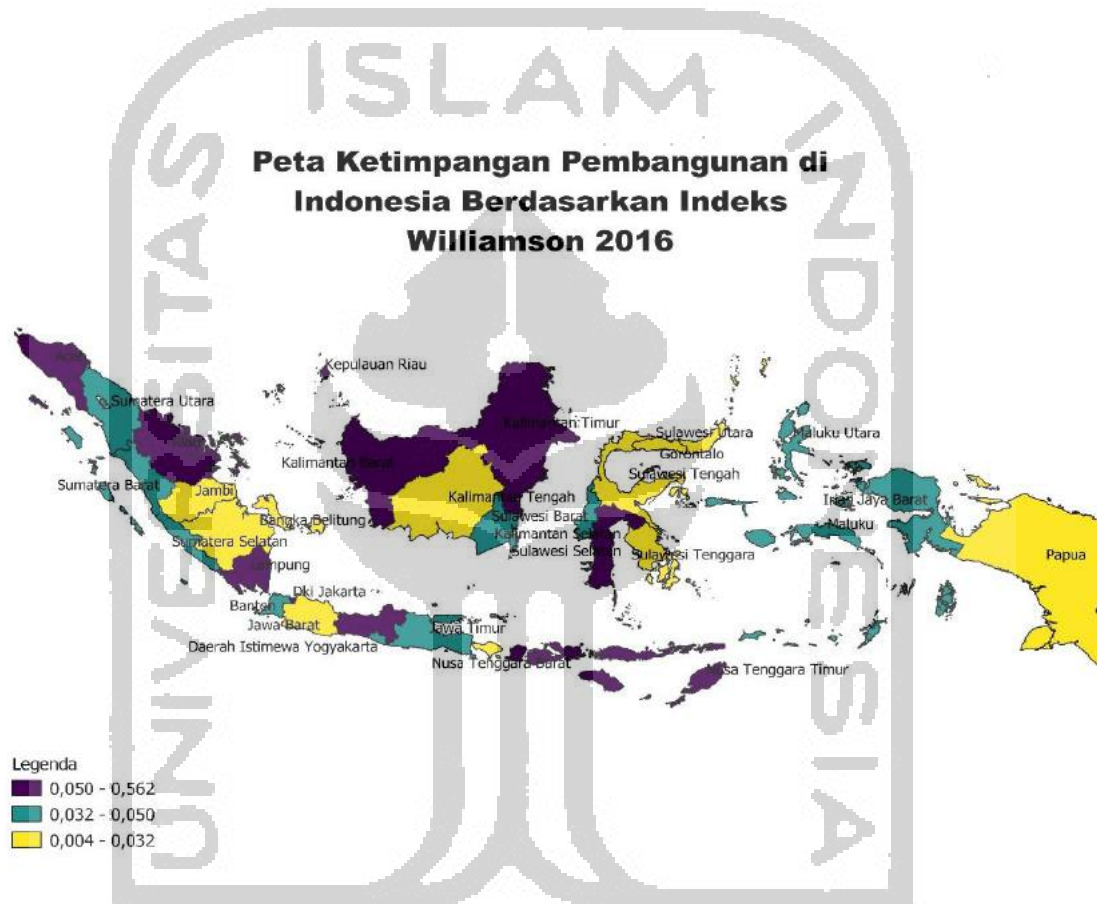 UNIVERSITAS
ISLAM
INDONESIA
Peta Ketimpangan Pembangunan di
Indonesia Berdasarkan Indeks
Williamson 2016
Aceh
Sumatera Utara
Kepulauan Riau
Kalimantan Timur
Sulawesi Utara
Maluku Utara
Gorontalo
Kalimantan Barat
Sulawesi Tengah
Sumatera Barat
Jambi
Kalimantan Tengah
Irian Jaya Barat
Bangka Belitung
Sulawesi Barat
Maluku
Kalimantan Selatan
Sumatera Selatan
Sulawesi Selatan
Sulawesi Tenggara
Papua
Lampung
Dki Jakarta
Banten
Jawa Barat
Jawa Timur
Daerah Istimewa Yogyakarta
Nusa Tenggara Barat
Nusa Tenggara Timur
Legenda
0,050 - 0,562
0,032 - 0,050
0,004 - 0,032